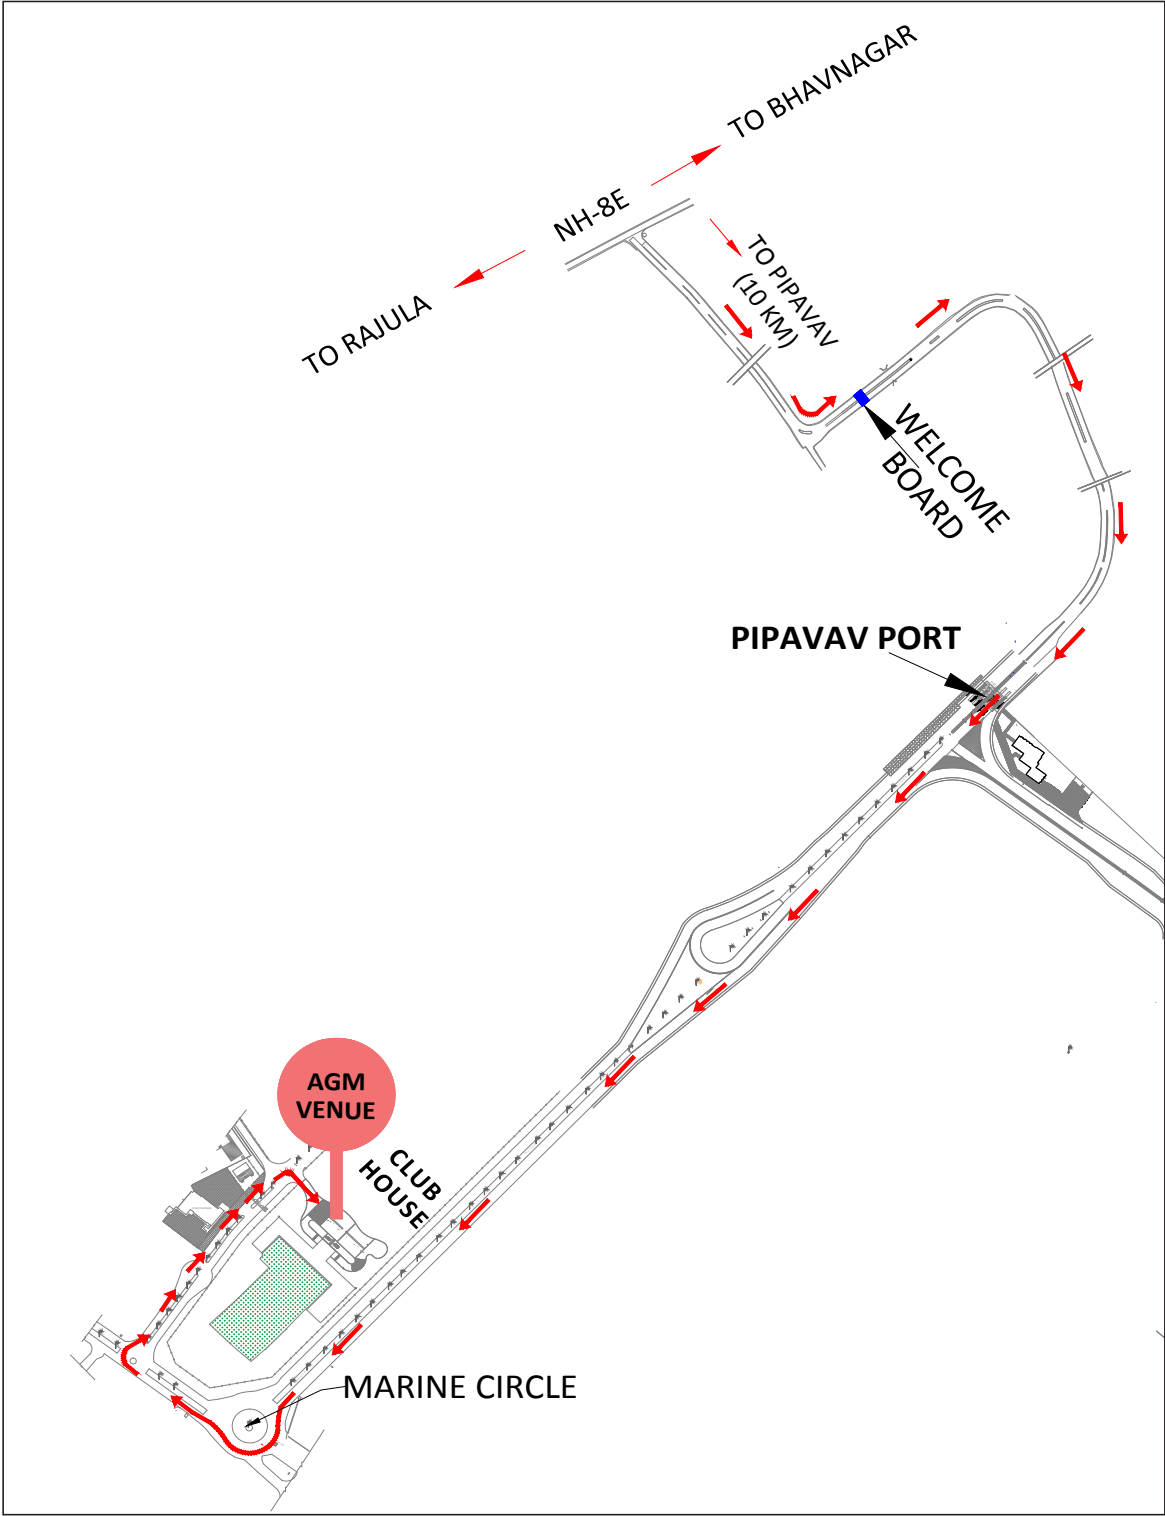 TO BHAVNAGAR
NH-8E
TO RAJULA
TO PIPAVAV
(10 KM)
WELCOME
BOARD
PIPAVAV PORT
AGM
VENUE
CLUB
HOUSE
MARINE CIRCLE